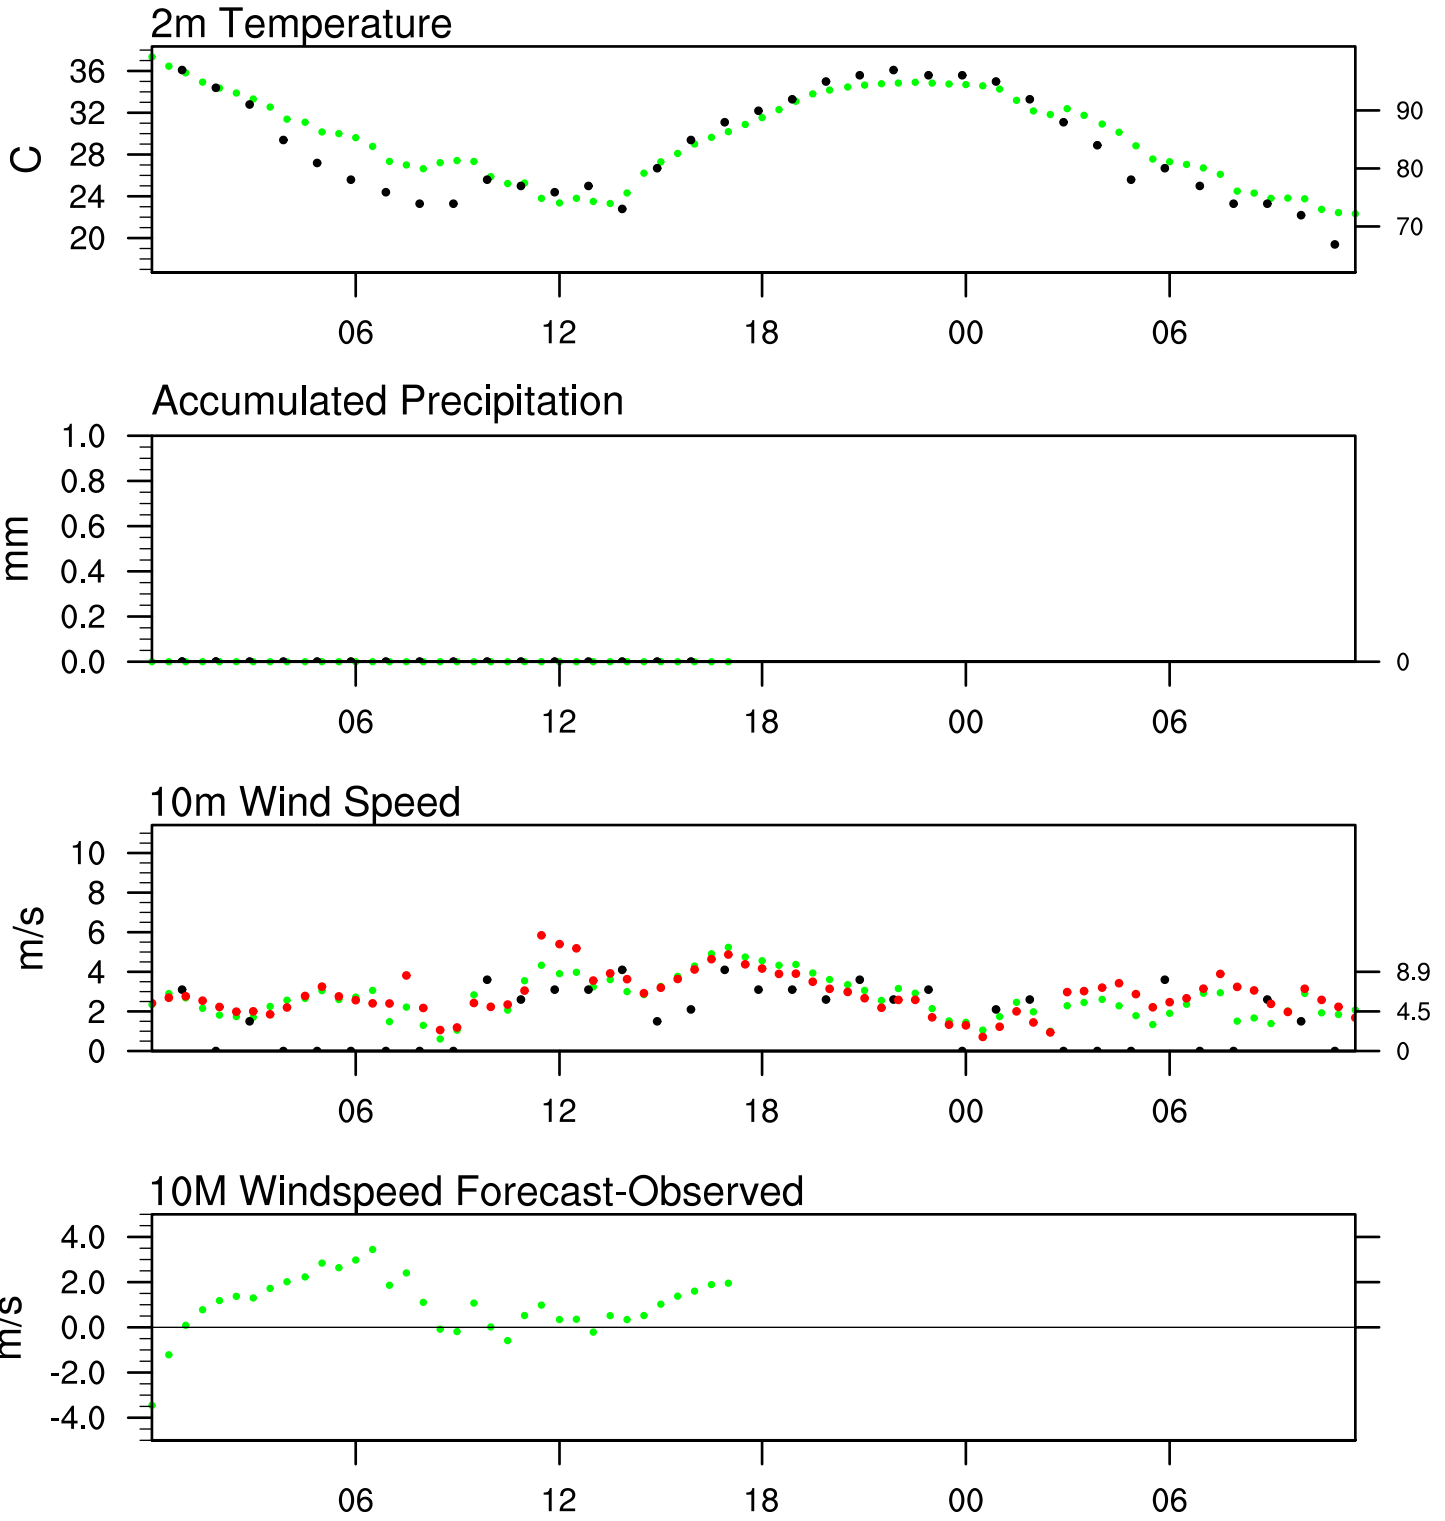 2m Temperature
36
32
90
C
28
80
24
20
70
06 12 18 00 06
Accumulated Precipitation
1.0
0.8
mm
0.6
0.4
0.2
0.0
0
06 12 18 00 06
10m Wind Speed
10
8
m/s
6
4
8.9
2
4.5
0
0
06 12 18 00 06
10M Windspeed Forecast-Observed
4.0
2.0
m/s
0.0
-2.0
-4.0
06 12 18 00 06